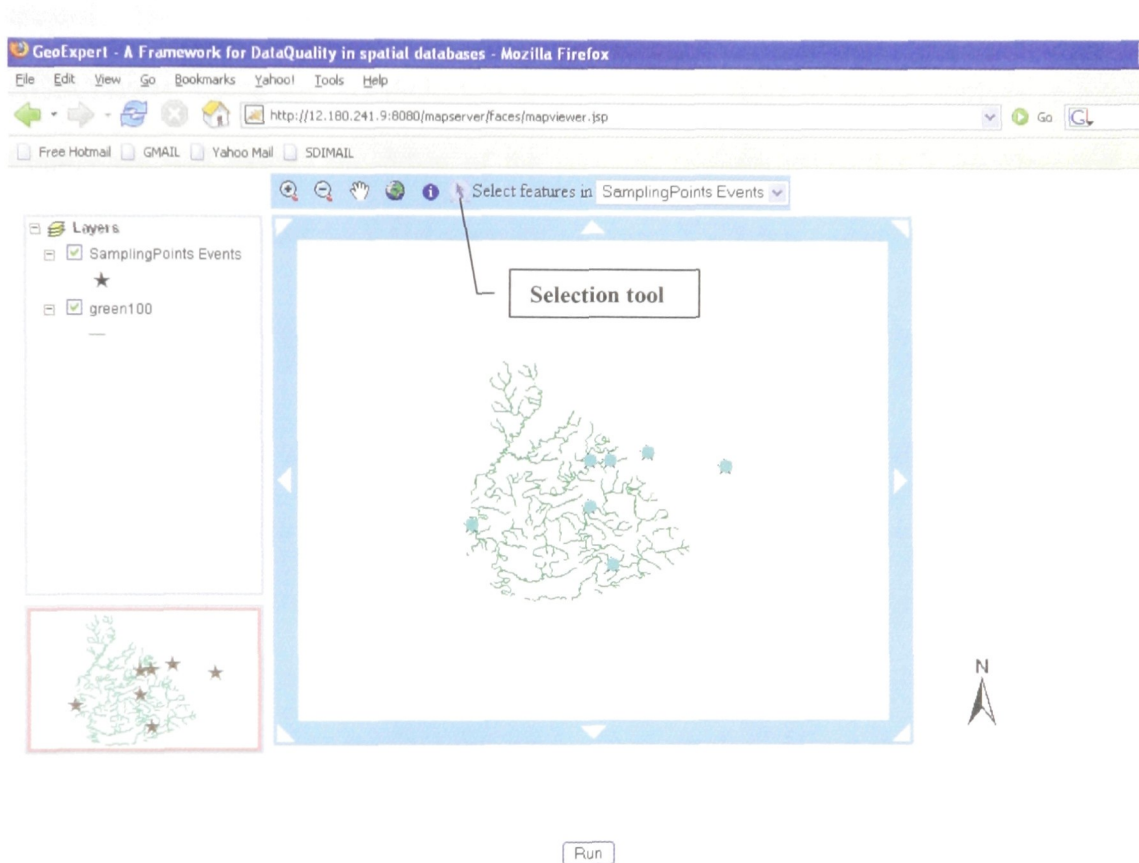 GeoExpert - A Framework for DataQuality in spatial databases - Mozilla Firefox
File Edit View Go Bookmarks Yahoo! Tools Help
http://12.180.241.9:8080/mapserver/faces/mapviewer.jsp Go G
Free Hotmail GMAIL Yahoo Mail SDIMAIL
Select features in SamplingPoints Events
Layers
SamplingPoints Events
green100
Selection tool
N
Run